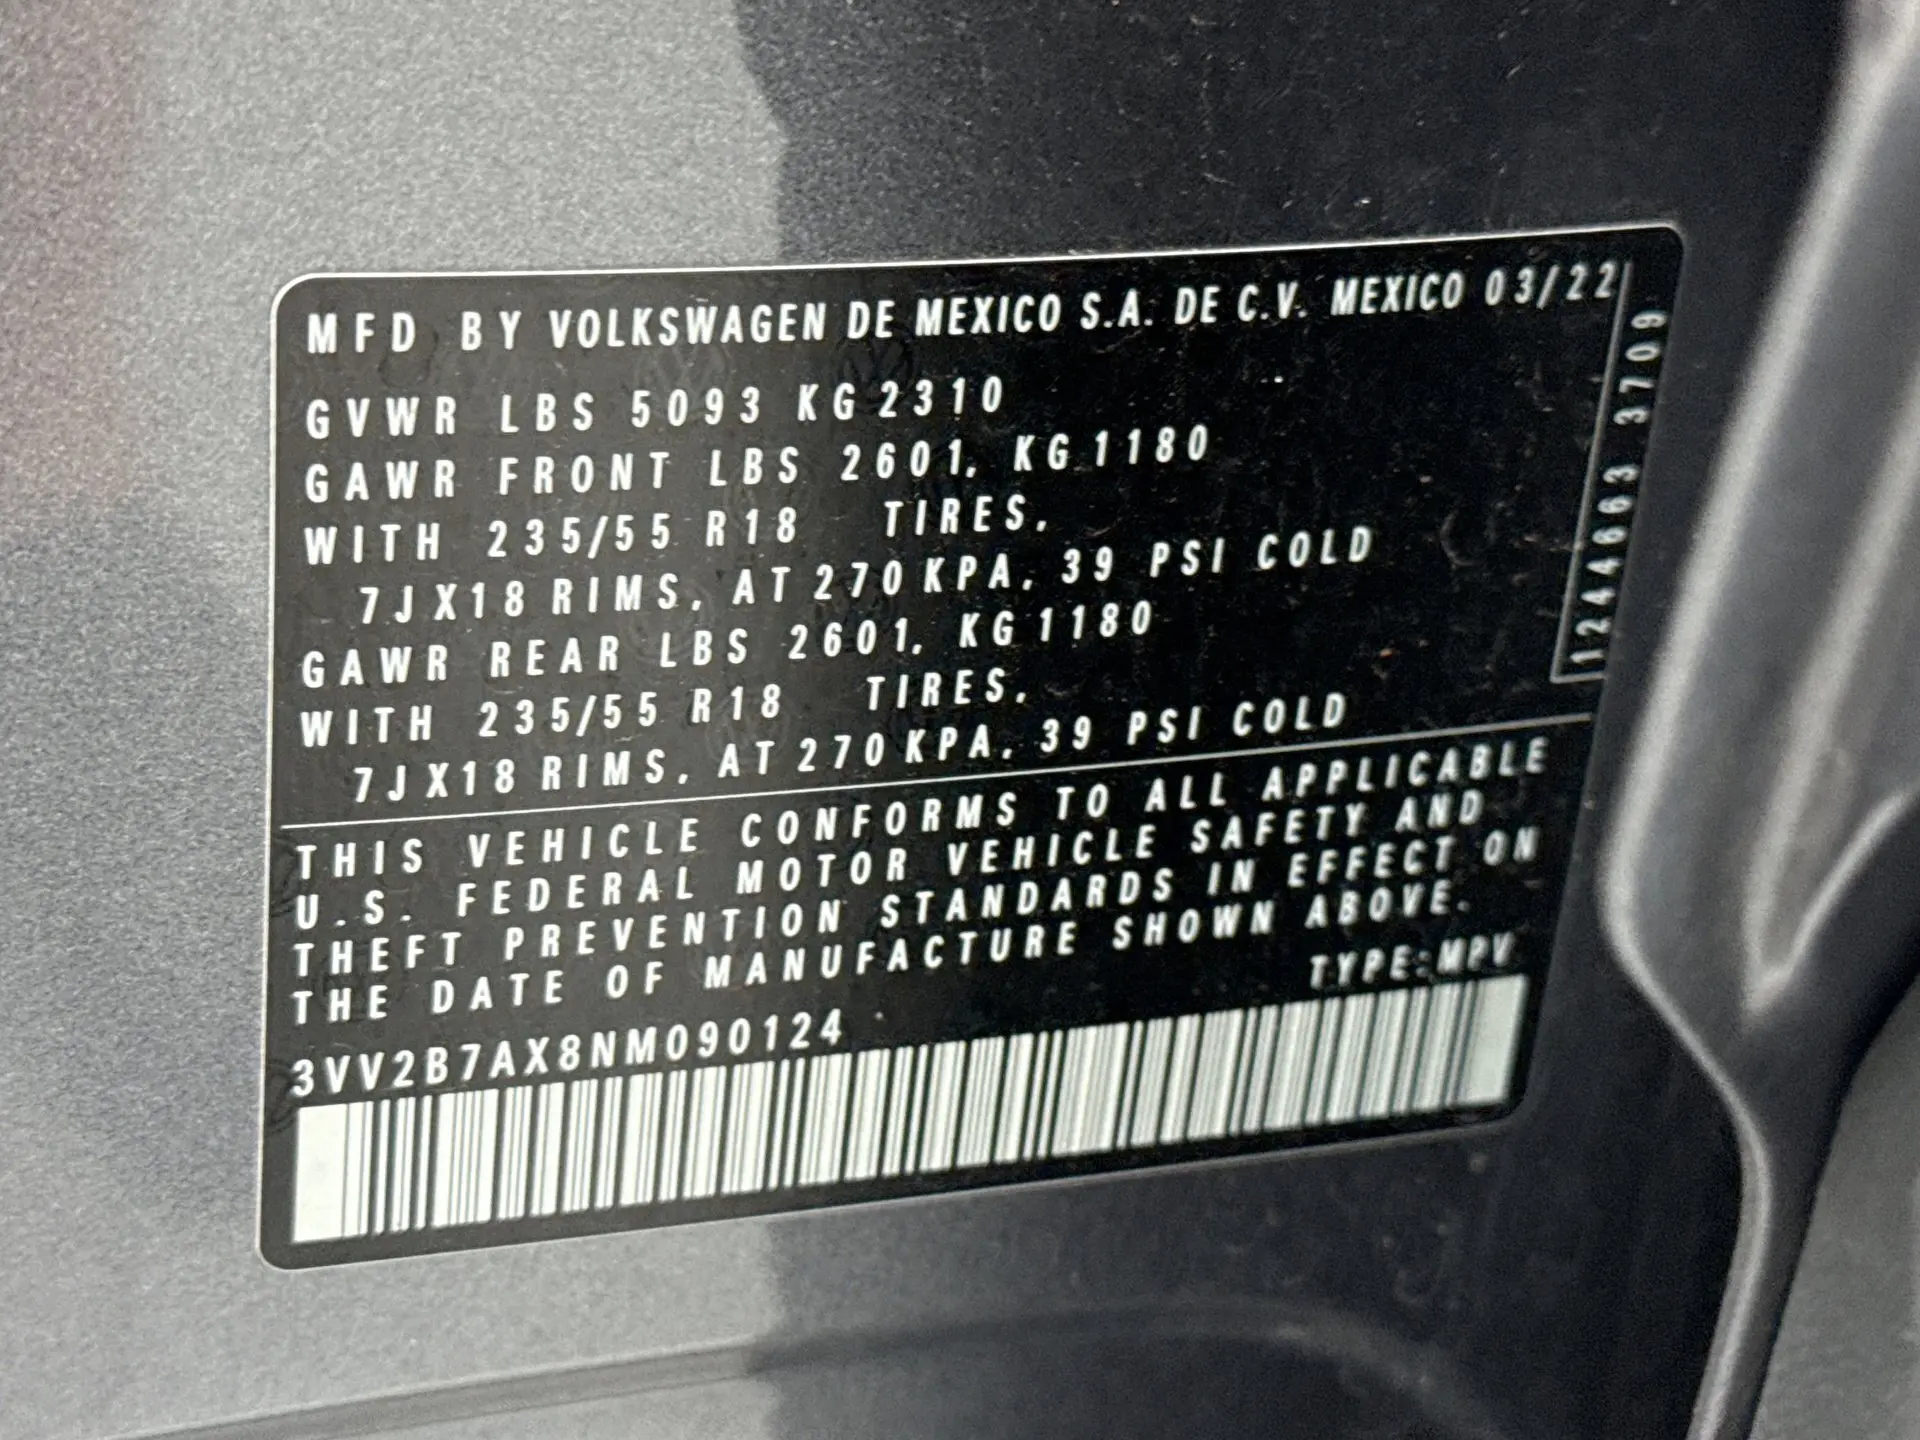 MFD BY VOLKSWAGEN DE MEXICO S.A. DE C.V. MEXICO 03/22
GVWR LBS 5093 KG 2310
GAWR FRONT LBS 2601, KG 1180
WITH 235/55 R18 TIRES,
7JX18 RIMS, AT 270 KPA, 39 PSI COLD
GAWR REAR LBS 2601, KG 1180
WITH 235/55 R18 TIRES,
7JX18 RIMS, AT 270 KPA, 39 PSI COLD
1244663 3709
THIS VEHICLE CONFORMS TO ALL APPLICABLE
U.S. FEDERAL MOTOR VEHICLE SAFETY AND
THEFT PREVENTION STANDARDS IN EFFECT ON
THE DATE OF MANUFACTURE SHOWN ABOVE.
TYPE:MPV
3VV2B7AX8NM090124